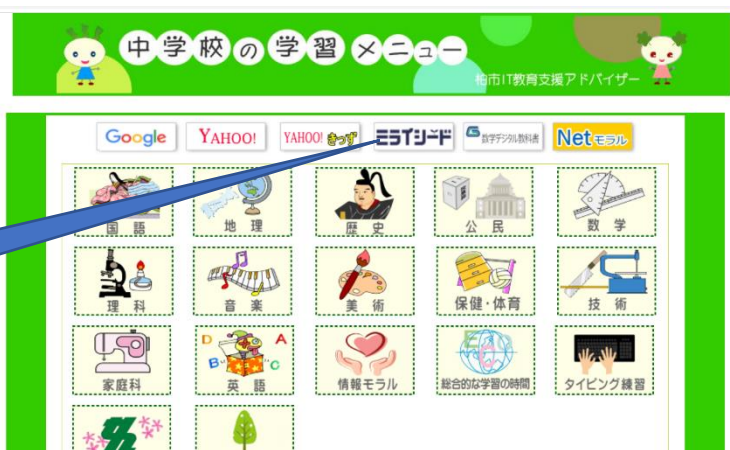 中学校の学習メニュー
柏市IT教育支援アドバイザー
Google YAHOO! YAHOO!きっず ミライシード 数学デジタル教科書 Netモラル
国語 地理 歴史 公民 数学
理科 音楽 美術 保健・体育 技術
家庭科 英語 情報モラル 総合的な学習の時間 タイピング練習